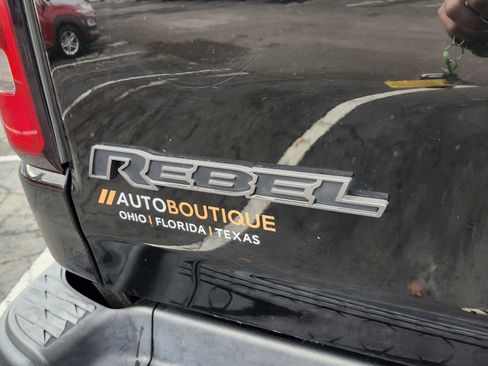 REBEL
// AUTOBOUTIQUE
OHIO | FLORIDA | TEXAS